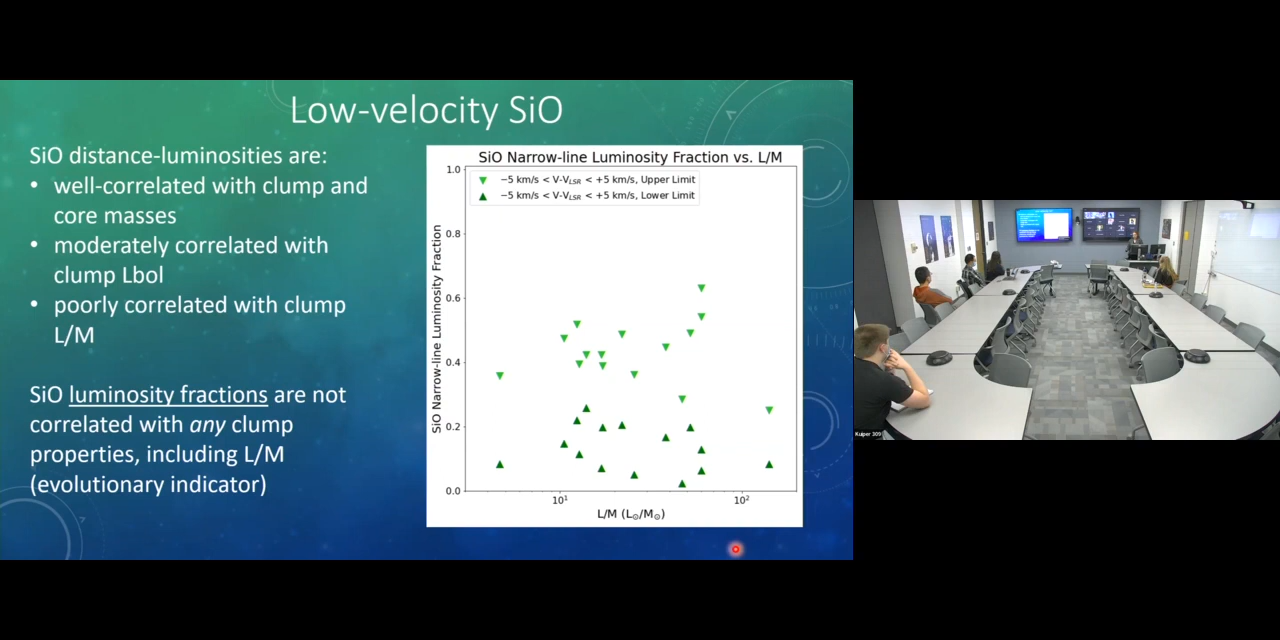 Low-velocity SiO
SiO distance-luminosities are:
• well-correlated with clump and
core masses
• moderately correlated with
clump Lbol
• poorly correlated with clump
L/M
SiO luminosity fractions are not
correlated with any clump
properties, including L/M
(evolutionary indicator)
SiO Narrow-line Luminosity Fraction vs. L/M
−5 km/s < V-V_LSR < +5 km/s, Upper Limit
−5 km/s < V-V_LSR < +5 km/s, Lower Limit
SiO Narrow-line Luminosity Fraction
1.0
0.8
0.6
0.4
0.2
0.0
10¹ 10²
L/M (L⊙/M⊙)
Kuiper 309